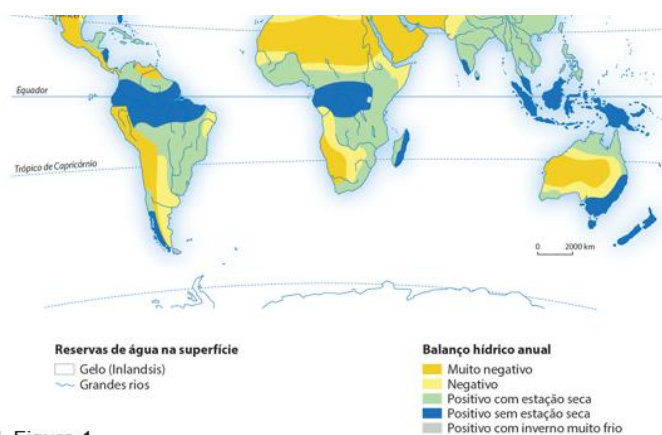 Equador
Trópico de Capricórnio
0 2000 km
Reservas de água na superfície
Gelo (Inlandsis)
Grandes rios
Balanço hídrico anual
Muito negativo
Negativo
Positivo com estação seca
Positivo sem estação seca
Positivo com inverno muito frio